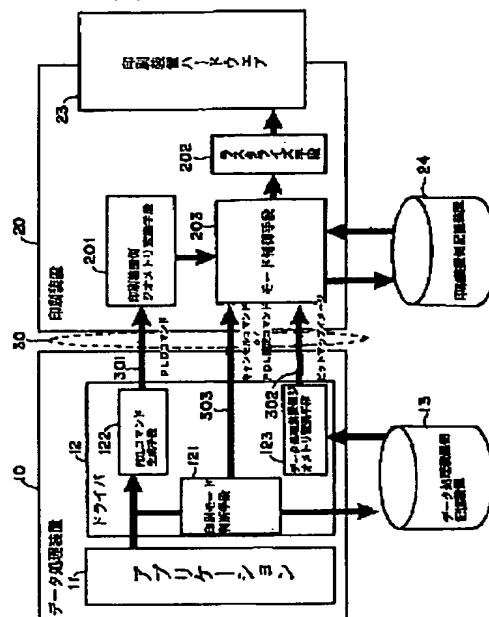 10
データ処理装置
11
アプリケーション
12
ドライバ
121
印刷モード
判断手段
122
PDLコマンド
生成手段
123
データ処理装置側ジ
オメトリ変換手段
13
データ処理装置側
記憶装置
30
301
PLDコマンド
303
キャンセルコマンド
302
PDL設定コマンド
ビットマップイメージ
20
印刷装置
201
印刷装置側
ジオメトリ変換手段
203
モード制御手段
202
ラスタライズ手段
23
印刷装置ハードウエア
24
印刷装置側記憶装置